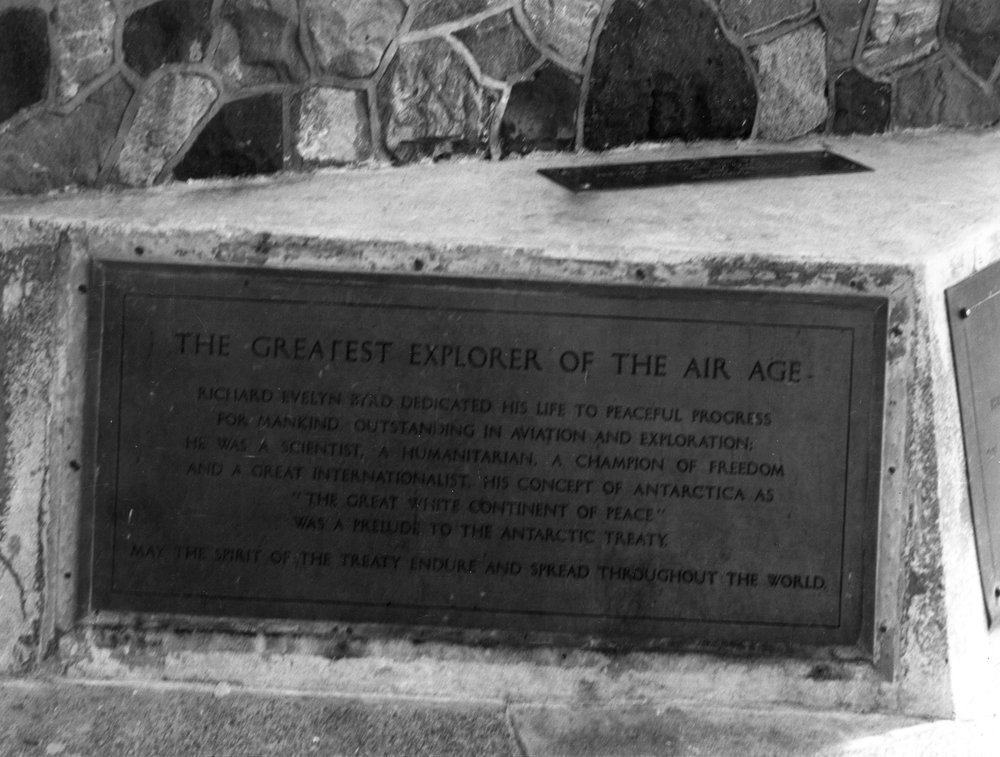 THE GREATEST EXPLORER OF THE AIR AGE
RICHARD EVELYN BYRD DEDICATED HIS LIFE TO PEACEFUL PROGRESS
FOR MANKIND OUTSTANDING IN AVIATION AND EXPLORATION;
HE WAS A SCIENTIST, A HUMANITARIAN, A CHAMPION OF FREEDOM
AND A GREAT INTERNATIONALIST. HIS CONCEPT OF ANTARCTICA AS
"THE GREAT WHITE CONTINENT OF PEACE"
WAS A PRELUDE TO THE ANTARCTIC TREATY.
MAY THE SPIRIT OF THE TREATY ENDURE AND SPREAD THROUGHOUT THE WORLD.